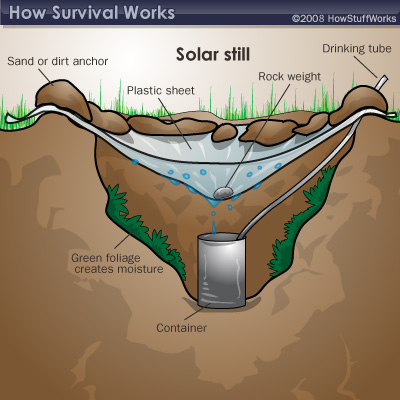 How Survival Works
©2008 HowStuffWorks
Solar still
Drinking tube
Sand or dirt anchor
Rock weight
Plastic sheet
Green foliage
creates moisture
Container